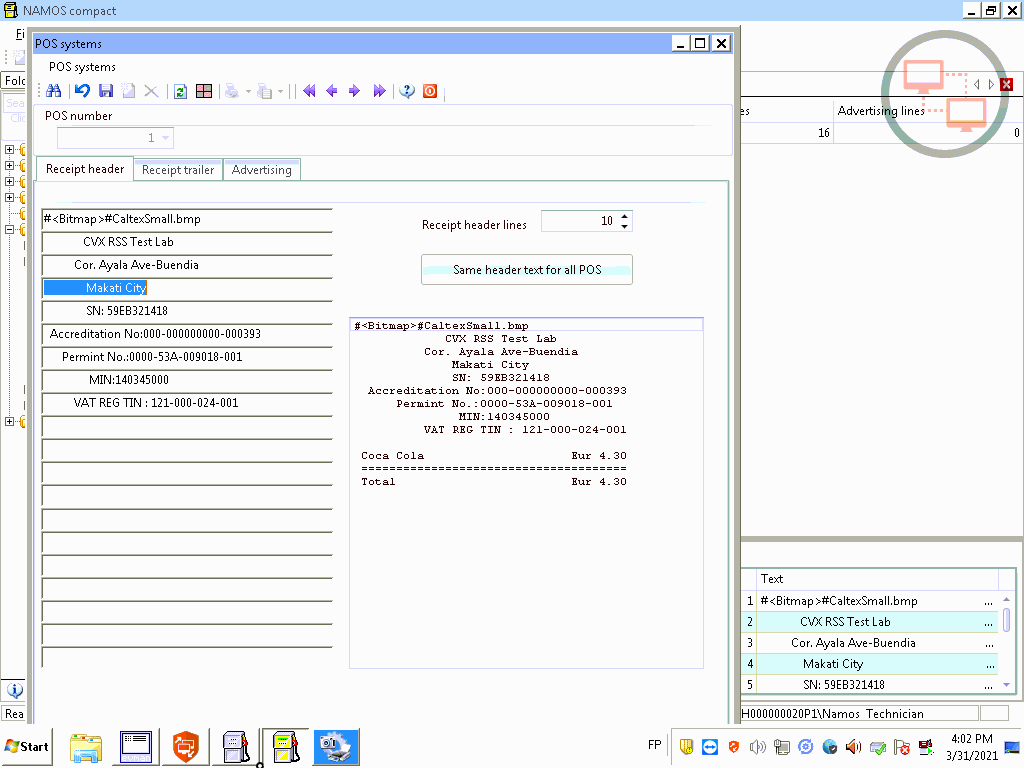 NAMOS compact
Fi
POS systems
POS systems
Fold
Sea
POS number
1
es
Advertising lines
16
0
Receipt header
Receipt trailer
Advertising
#<Bitmap>#CaltexSmall.bmp
CVX RSS Test Lab
Cor. Ayala Ave-Buendia
Makati City
SN: 59EB321418
Accreditation No:000-000000000-000393
Permint No.:0000-53A-009018-001
MIN:140345000
VAT REG TIN : 121-000-024-001
Receipt header lines
10
Same header text for all POS
#<Bitmap>#CaltexSmall.bmp
CVX RSS Test Lab
Cor. Ayala Ave-Buendia
Makati City
SN: 59EB321418
Accreditation No:000-000000000-000393
Permint No.:0000-53A-009018-001
MIN:140345000
VAT REG TIN : 121-000-024-001
Coca Cola Eur 4.30
======================================
Total Eur 4.30
Text
1 #<Bitmap>#CaltexSmall.bmp ...
2 CVX RSS Test Lab ...
3 Cor. Ayala Ave-Buendia ...
4 Makati City ...
5 SN: 59EB321418 ...
Rea
H000000020P1\Namos_Technician
Start
FP
4:02 PM
3/31/2021